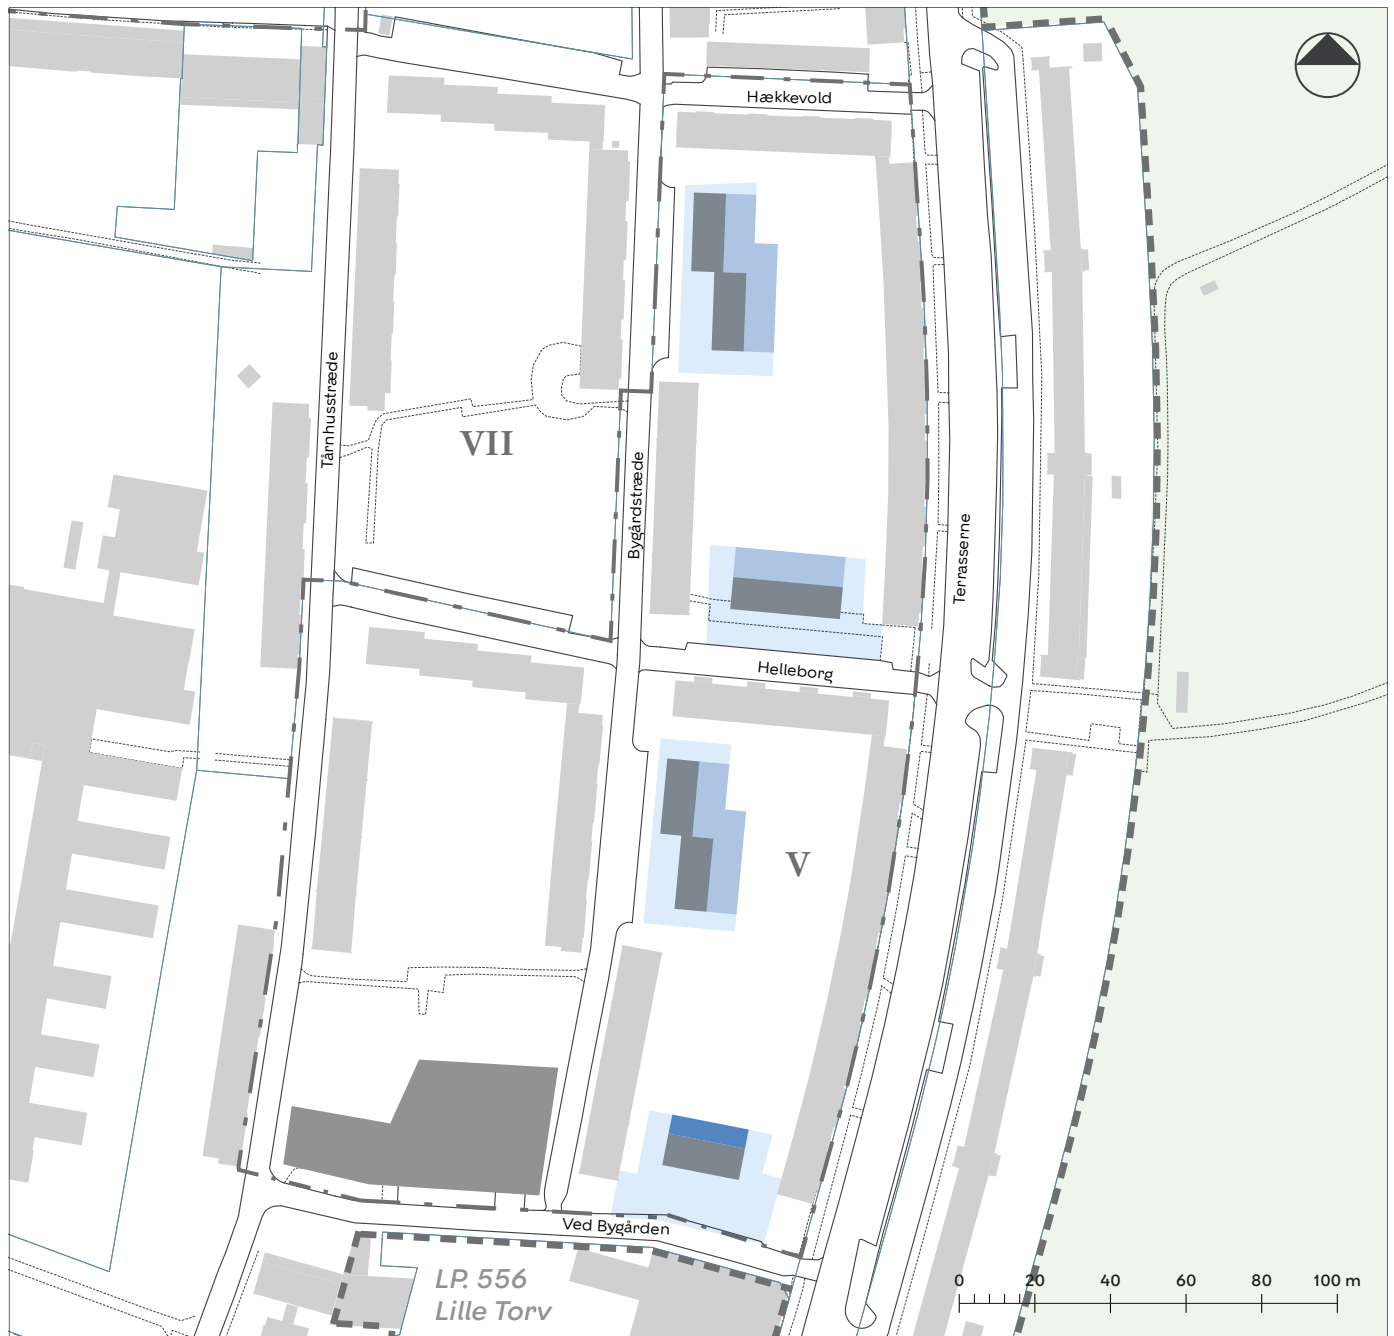 Hækkevold
Tårnhusstræde
VII
Bygårdstræde
Terrasserne
Helleborg
V
Ved Bygården
LP. 556
Lille Torv
0 20 40 60 80 100 m